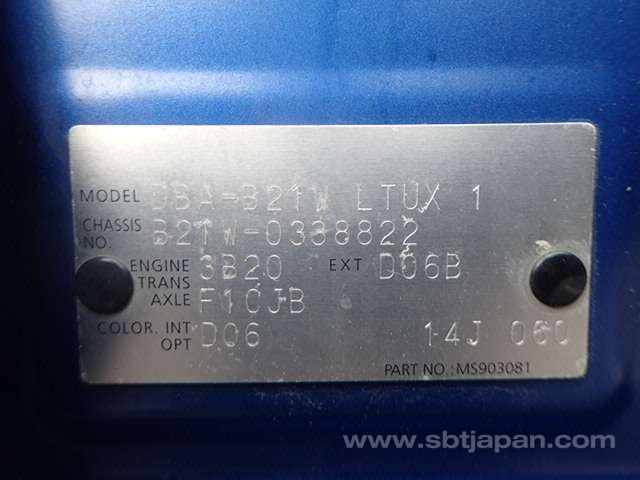 MODEL DBA-B21W LTUX 1
CHASSIS NO. B21W-0338822
ENGINE 3B20 EXT D06B
TRANS AXLE F1CJB
COLOR. INT D06 14J 060
OPT
PART NO.:MS903081
www.sbtjapan.com